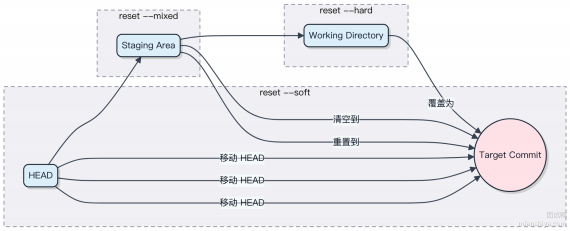 reset --mixed
Staging Area
reset --hard
Working Directory
reset --soft
覆盖为
清空到
重置到
HEAD
移动 HEAD
移动 HEAD
移动 HEAD
Target Commit